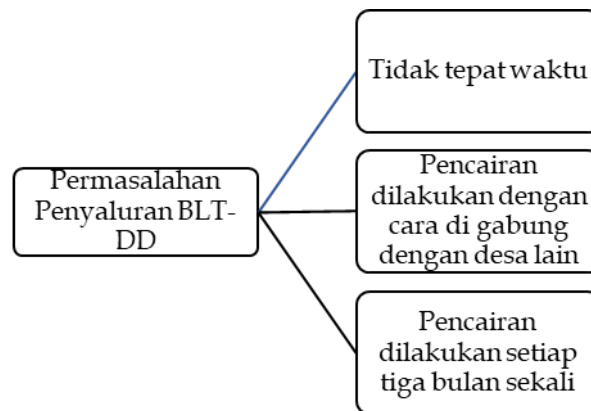 Permasalahan
Penyaluran BLT-
DD
Tidak tepat waktu
Pencairan
dilakukan dengan
cara di gabung
dengan desa lain
Pencairan
dilakukan setiap
tiga bulan sekali